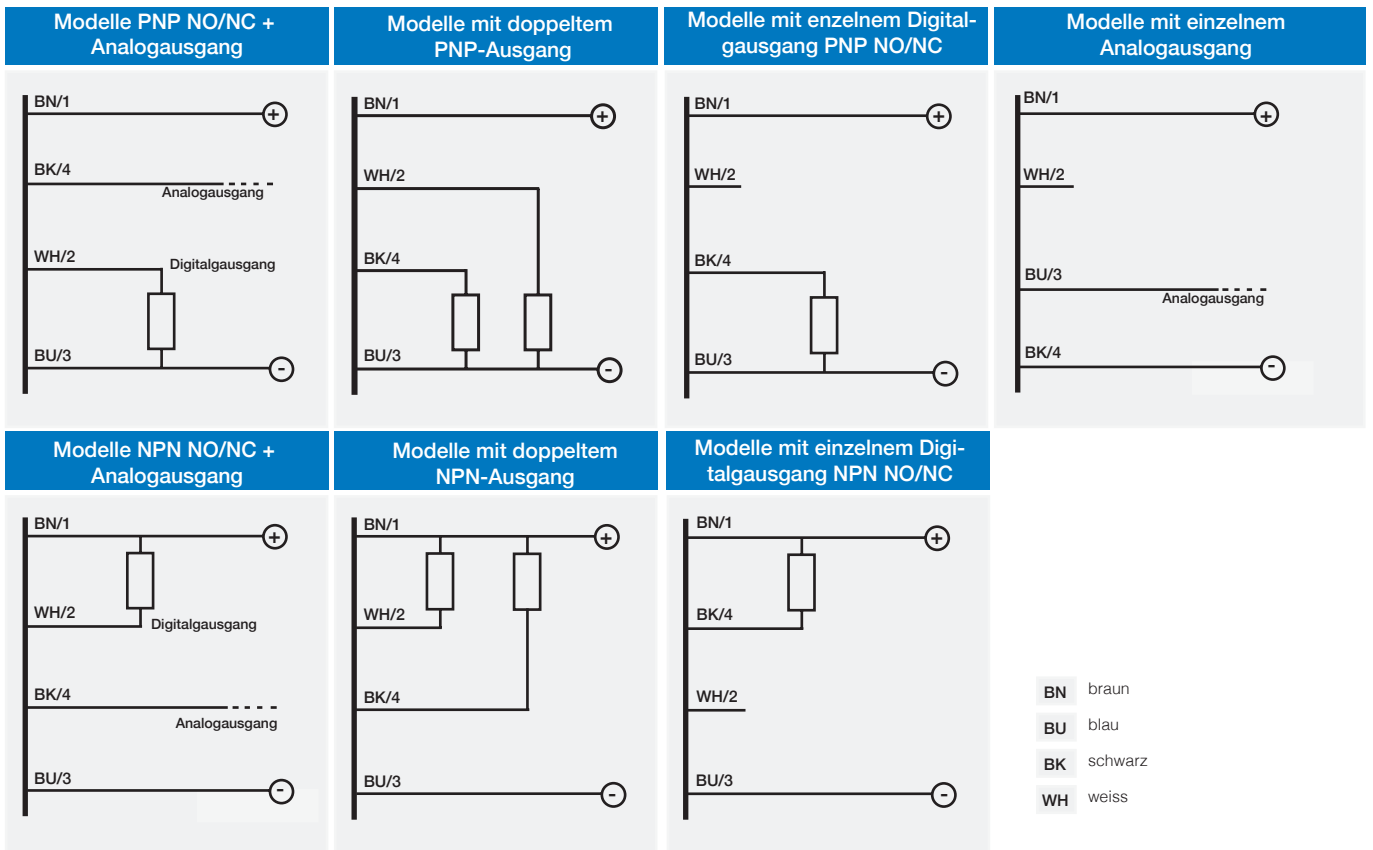 Modelle PNP NO/NC +
Analogausgang
BN/1
+
BK/4
Analogausgang
WH/2
Digitalgausgang
BU/3
-
Modelle mit doppeltem
PNP-Ausgang
BN/1
+
WH/2
BK/4
BU/3
-
Modelle mit enzelnem Digital-
gausgang PNP NO/NC
BN/1
+
WH/2
BK/4
BU/3
-
Modelle mit einzelnem
Analogausgang
BN/1
+
WH/2
BU/3
Analogausgang
BK/4
-
Modelle NPN NO/NC +
Analogausgang
BN/1
+
WH/2
Digitalgausgang
BK/4
Analogausgang
BU/3
-
Modelle mit doppeltem
NPN-Ausgang
BN/1
+
WH/2
BK/4
BU/3
-
Modelle mit einzelnem Digi-
talgausgang NPN NO/NC
BN/1
+
BK/4
WH/2
BU/3
-
BN braun
BU blau
BK schwarz
WH weiss